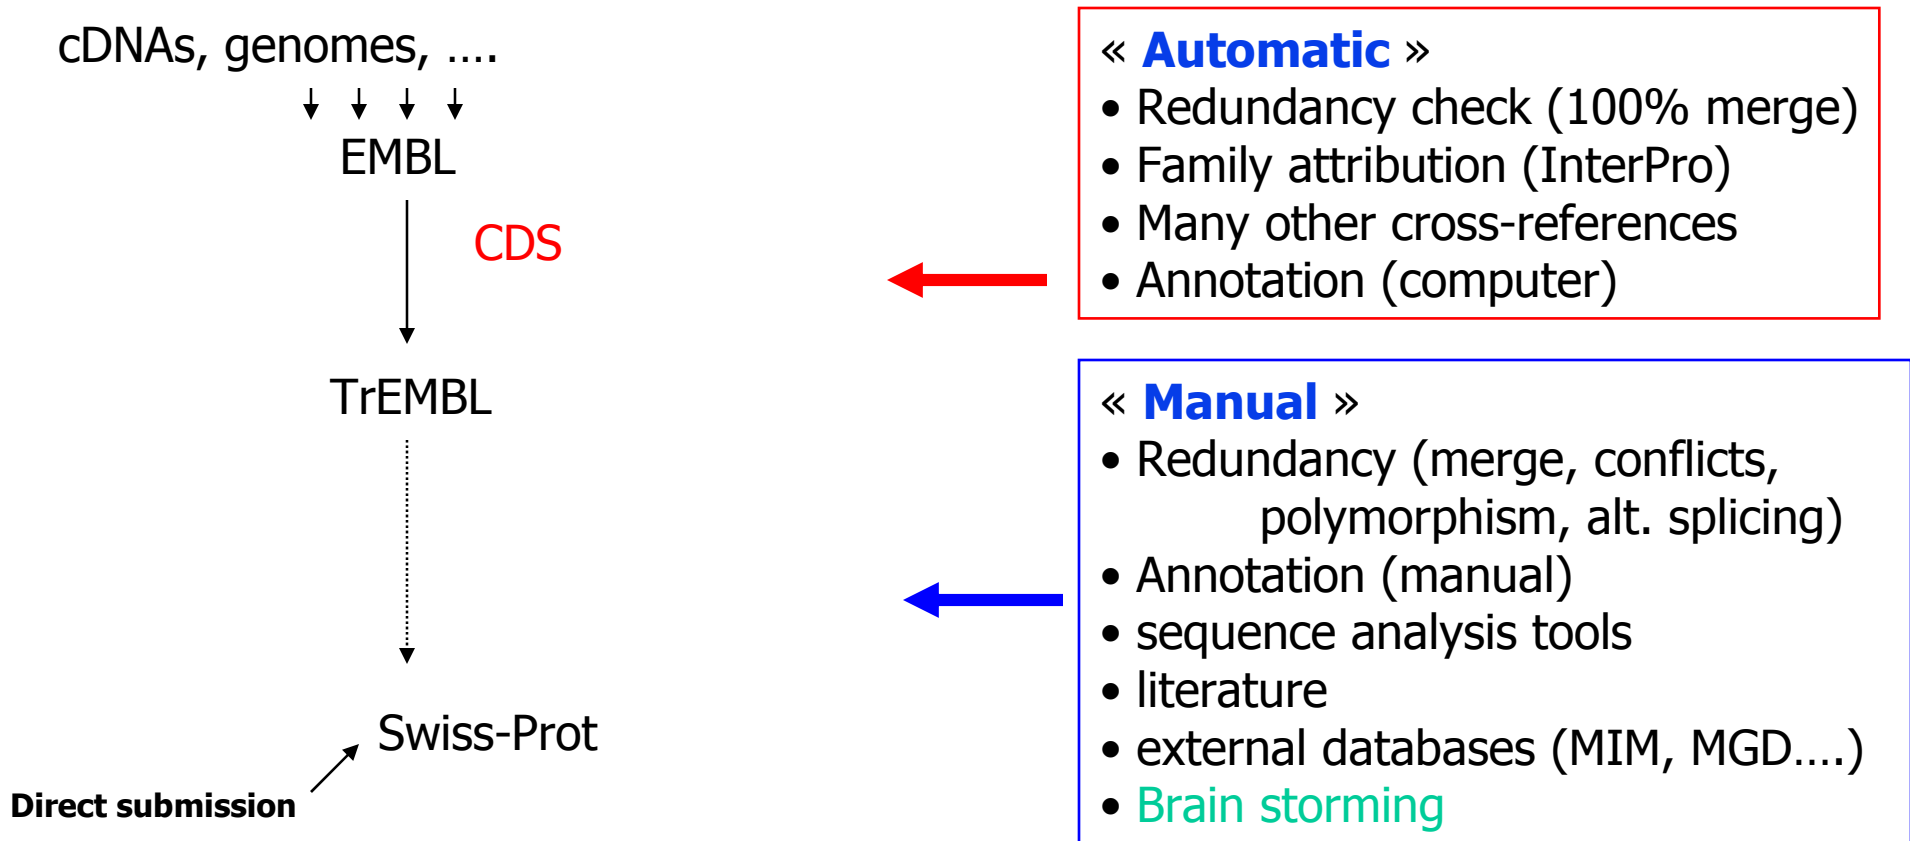 cDNAs, genomes, ....
EMBL
CDS
TrEMBL
Swiss-Prot
Direct submission
« Automatic »
• Redundancy check (100% merge)
• Family attribution (InterPro)
• Many other cross-references
• Annotation (computer)
« Manual »
• Redundancy (merge, conflicts,
polymorphism, alt. splicing)
• Annotation (manual)
• sequence analysis tools
• literature
• external databases (MIM, MGD....)
• Brain storming